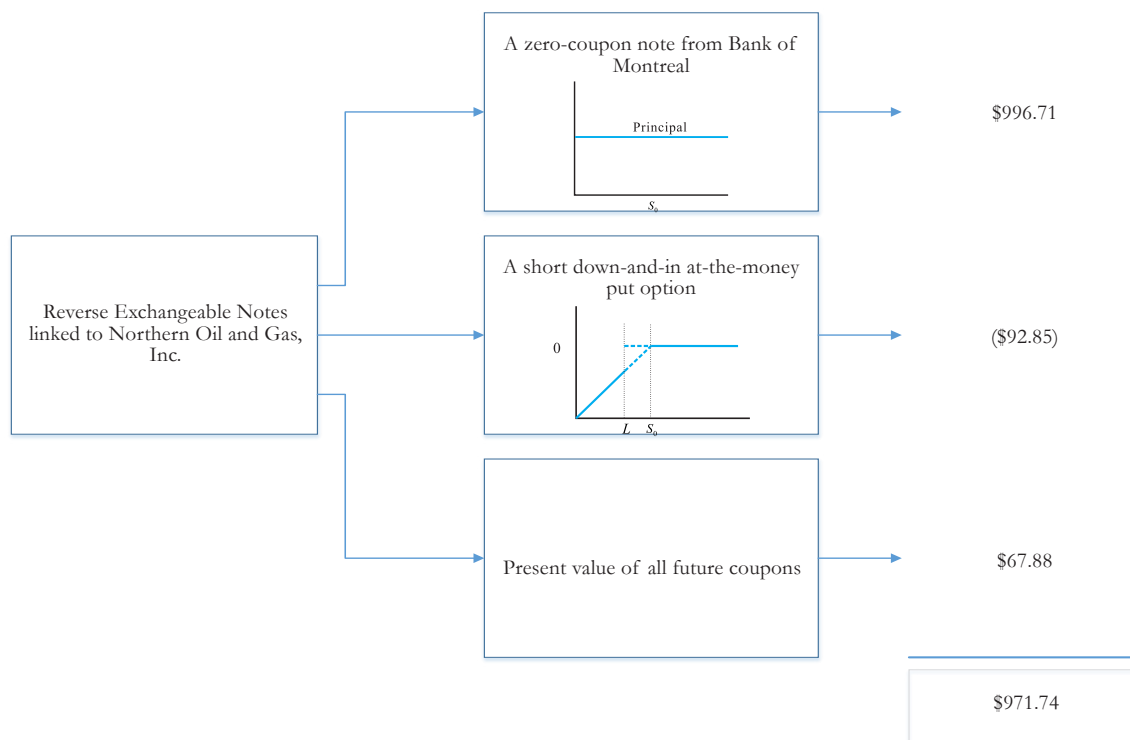 A zero-coupon note from Bank of
Montreal
Principal
S₀
$996.71
Reverse Exchangeable Notes
linked to Northern Oil and Gas,
Inc.
A short down-and-in at-the-money
put option
0
L S₀
($92.85)
Present value of all future coupons
$67.88
$971.74